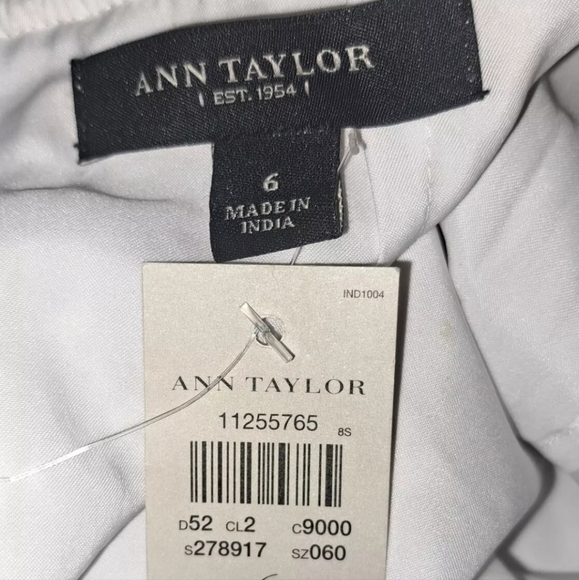 ANN TAYLOR
EST. 1954
6
MADE IN
INDIA
IND1004
ANN TAYLOR
11255765
8S
D52 CL2 C9000
S278917 SZ060